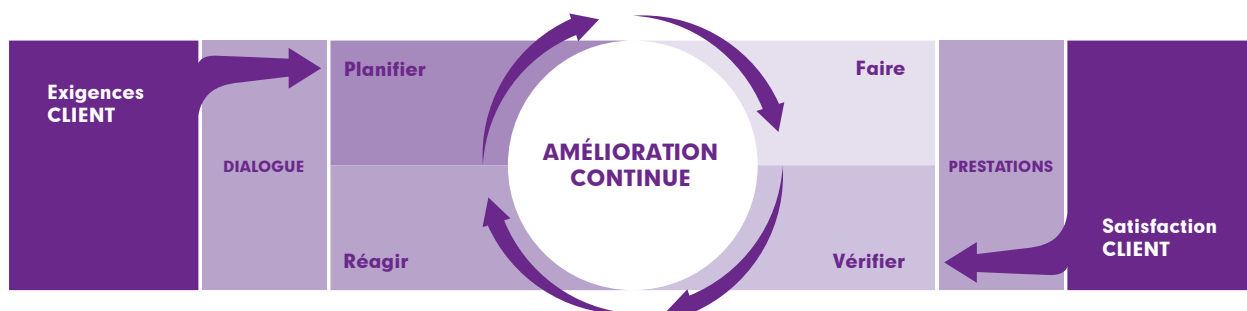 Exigences
CLIENT
DIALOGUE
Planifier
Réagir
AMÉLIORATION
CONTINUE
Faire
Vérifier
PRESTATIONS
Satisfaction
CLIENT